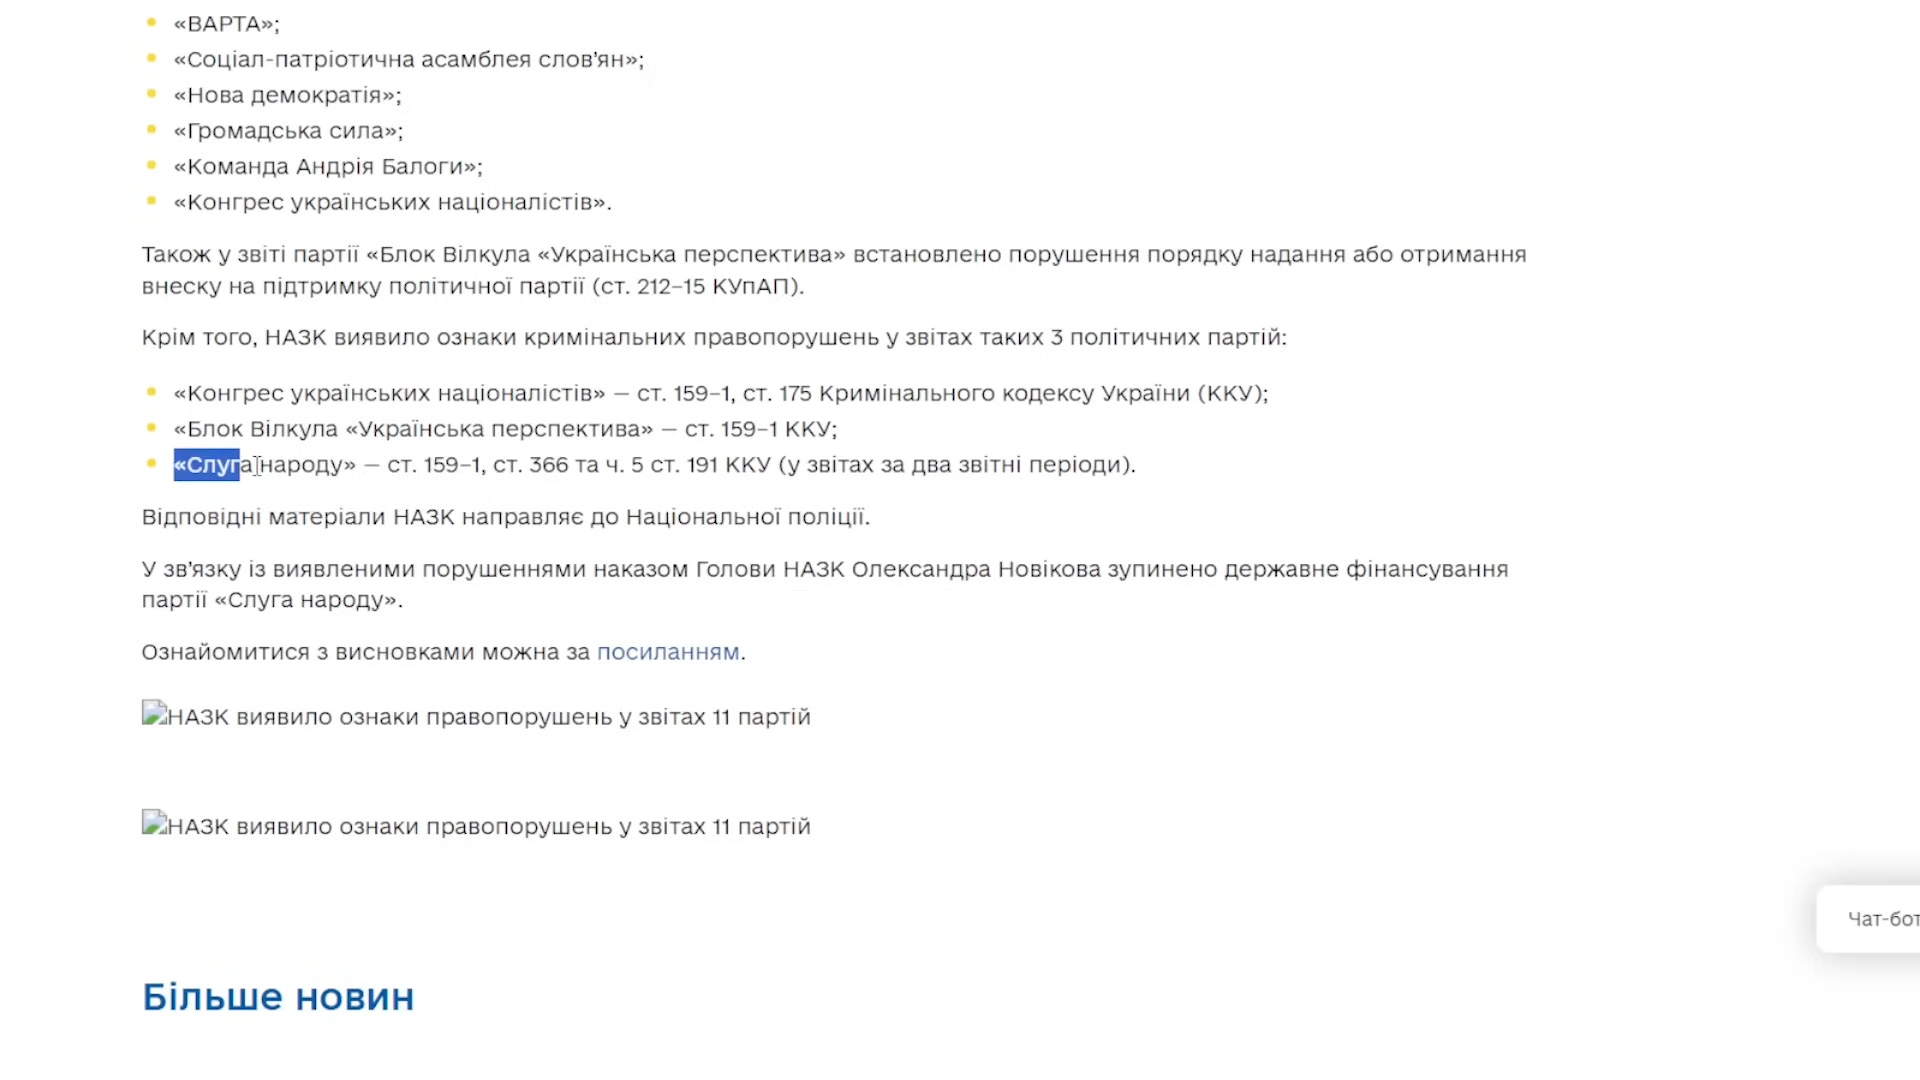 «ВАРТА»;
«Соціал-патріотична асамблея слов’ян»;
«Нова демократія»;
«Громадська сила»;
«Команда Андрія Балоги»;
«Конгрес українських націоналістів».
Також у звіті партії «Блок Вілкула «Українська перспектива» встановлено порушення порядку надання або отримання
внеску на підтримку політичної партії (ст. 212–15 КУпАП).
Крім того, НАЗК виявило ознаки кримінальних правопорушень у звітах таких 3 політичних партій:
«Конгрес українських націоналістів» — ст. 159–1, ст. 175 Кримінального кодексу України (ККУ);
«Блок Вілкула «Українська перспектива» — ст. 159–1 ККУ;
«Слуга народу» — ст. 159–1, ст. 366 та ч. 5 ст. 191 ККУ (у звітах за два звітні періоди).
Відповідні матеріали НАЗК направляє до Національної поліції.
У зв’язку із виявленими порушеннями наказом Голови НАЗК Олександра Новікова зупинено державне фінансування
партії «Слуга народу».
Ознайомитися з висновками можна за посиланням.
НАЗК виявило ознаки правопорушень у звітах 11 партій
НАЗК виявило ознаки правопорушень у звітах 11 партій
Чат-бот
Більше новин